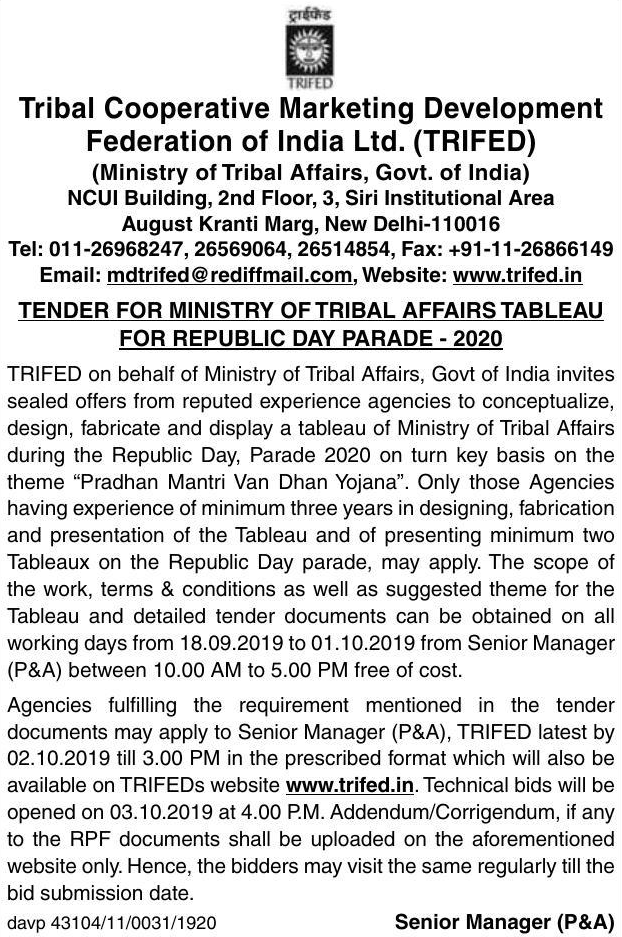 ट्राईफेड
TRIFED
Tribal Cooperative Marketing Development
Federation of India Ltd. (TRIFED)
(Ministry of Tribal Affairs, Govt. of India)
NCUI Building, 2nd Floor, 3, Siri Institutional Area
August Kranti Marg, New Delhi-110016
Tel: 011-26968247, 26569064, 26514854, Fax: +91-11-26866149
Email: mdtrifed@rediffmail.com, Website: www.trifed.in
TENDER FOR MINISTRY OF TRIBAL AFFAIRS TABLEAU
FOR REPUBLIC DAY PARADE - 2020
TRIFED on behalf of Ministry of Tribal Affairs, Govt of India invites
sealed offers from reputed experience agencies to conceptualize,
design, fabricate and display a tableau of Ministry of Tribal Affairs
during the Republic Day, Parade 2020 on turn key basis on the
theme “Pradhan Mantri Van Dhan Yojana”. Only those Agencies
having experience of minimum three years in designing, fabrication
and presentation of the Tableau and of presenting minimum two
Tableaux on the Republic Day parade, may apply. The scope of
the work, terms & conditions as well as suggested theme for the
Tableau and detailed tender documents can be obtained on all
working days from 18.09.2019 to 01.10.2019 from Senior Manager
(P&A) between 10.00 AM to 5.00 PM free of cost.
Agencies fulfilling the requirement mentioned in the tender
documents may apply to Senior Manager (P&A), TRIFED latest by
02.10.2019 till 3.00 PM in the prescribed format which will also be
available on TRIFEDs website www.trifed.in. Technical bids will be
opened on 03.10.2019 at 4.00 P.M. Addendum/Corrigendum, if any
to the RPF documents shall be uploaded on the aforementioned
website only. Hence, the bidders may visit the same regularly till the
bid submission date.
davp 43104/11/0031/1920 Senior Manager (P&A)